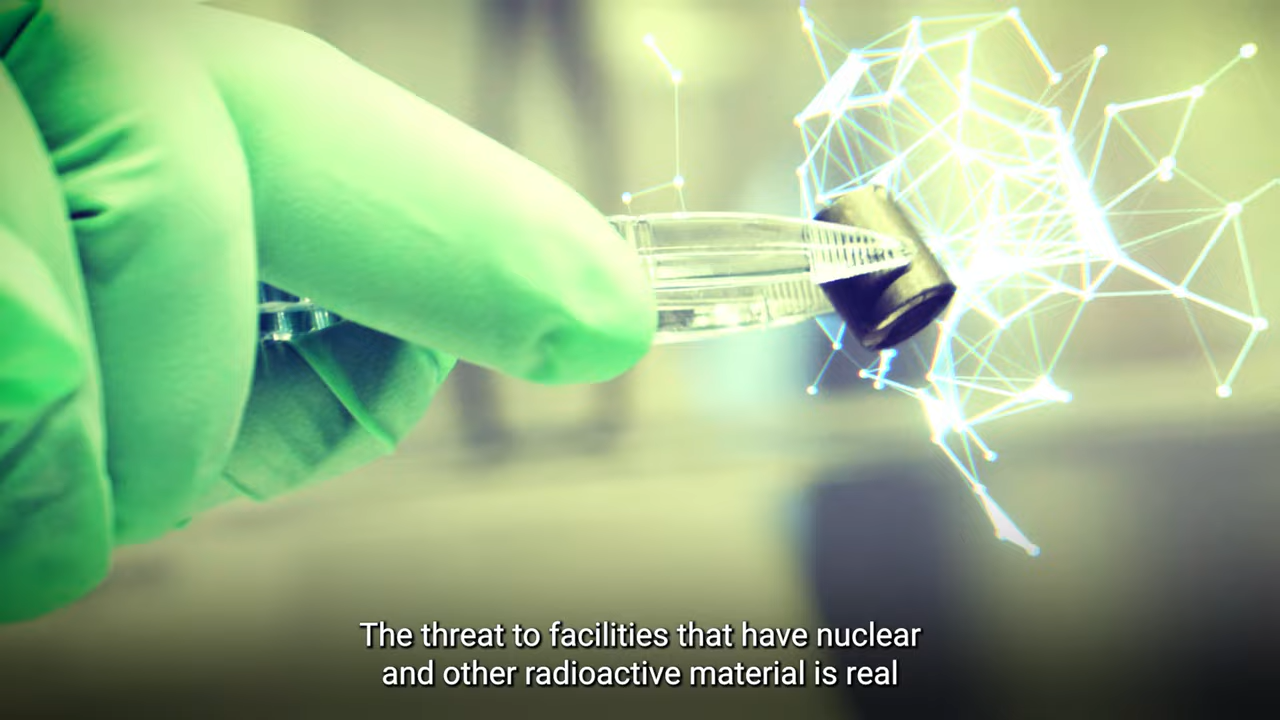 The threat to facilities that have nuclear
and other radioactive material is real